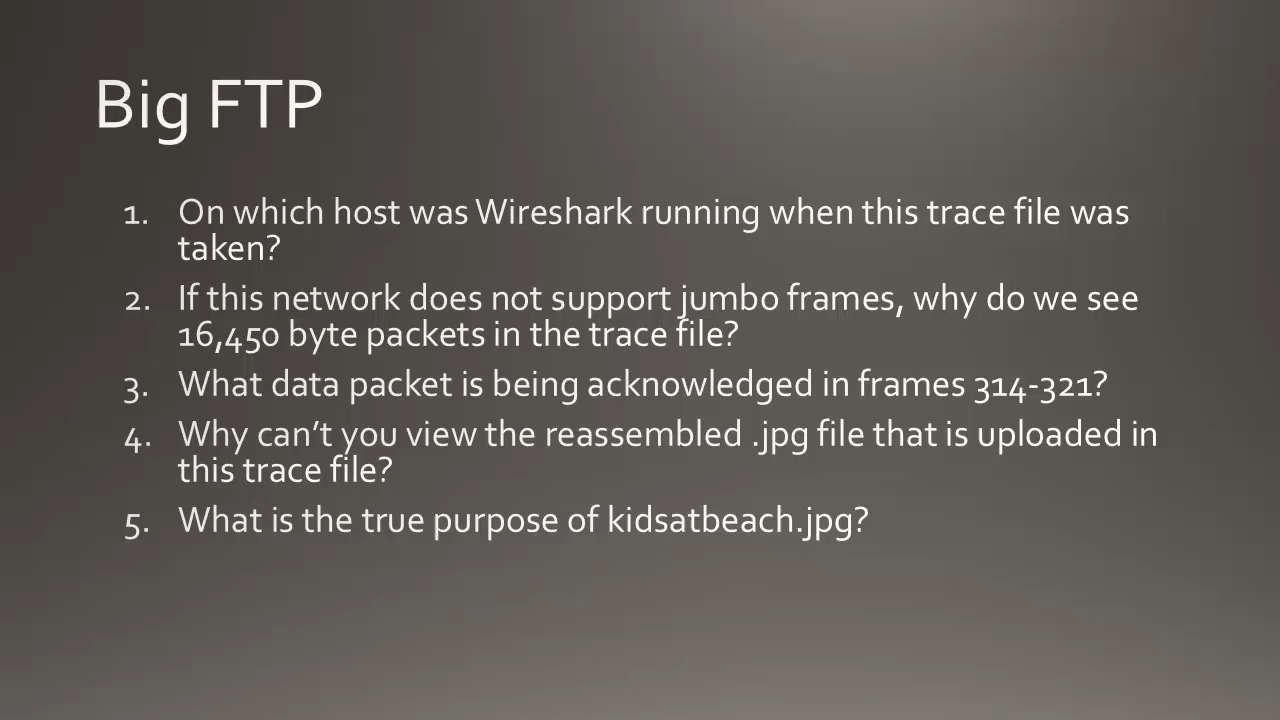 Big FTP
1. On which host was Wireshark running when this trace file was
taken?
2. If this network does not support jumbo frames, why do we see
16,450 byte packets in the trace file?
3. What data packet is being acknowledged in frames 314-321?
4. Why can’t you view the reassembled .jpg file that is uploaded in
this trace file?
5. What is the true purpose of kidsatbeach.jpg?